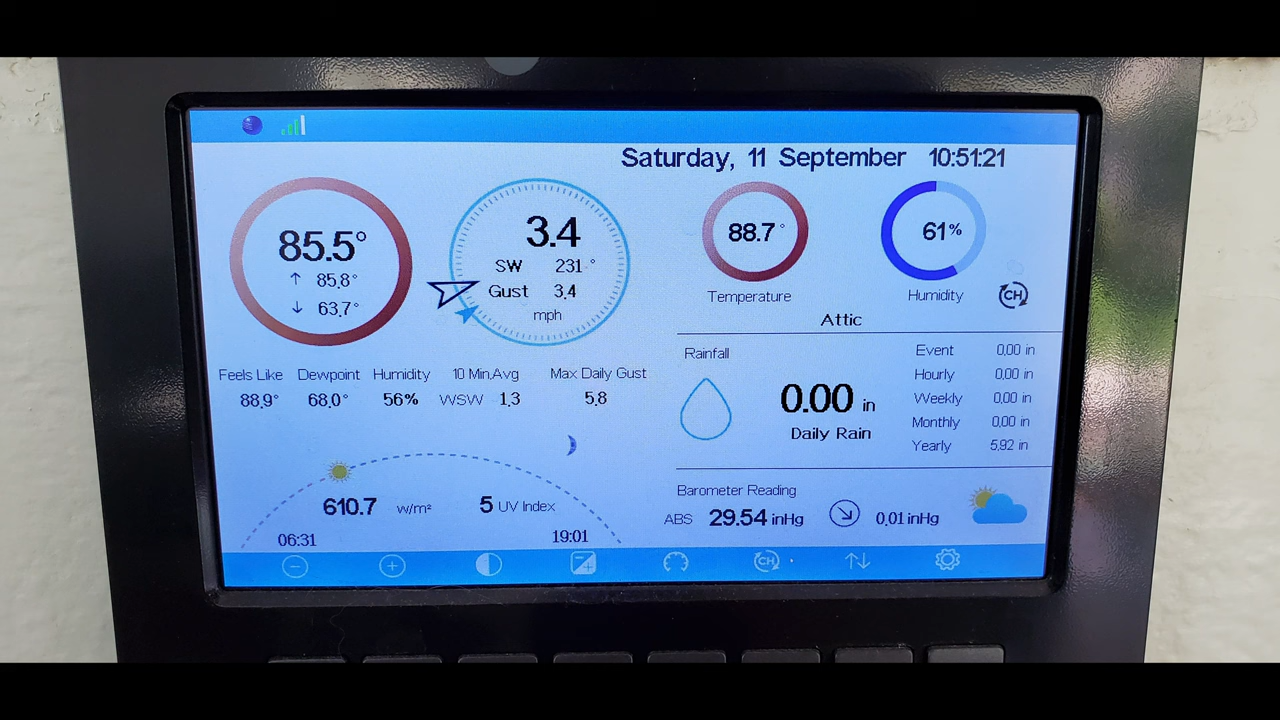 Saturday, 11 September 10:51:21
85.5°
↑ 85.8°
↓ 63.7°
3.4
SW 231 °
Gust 3.4
mph
88.7°
Temperature
61%
Humidity
CH
Attic
Feels Like Dewpoint Humidity 10 Min.Avg Max Daily Gust
88.9° 68.0° 56% WSW 1.3 5.8
Rainfall
0.00 in
Daily Rain
Event 0.00 in
Hourly 0.00 in
Weekly 0.00 in
Monthly 0.00 in
Yearly 5.92 in
610.7 w/m² 5 UV Index
06:31 19:01
Barometer Reading
ABS 29.54 inHg 0.01 inHg
CH